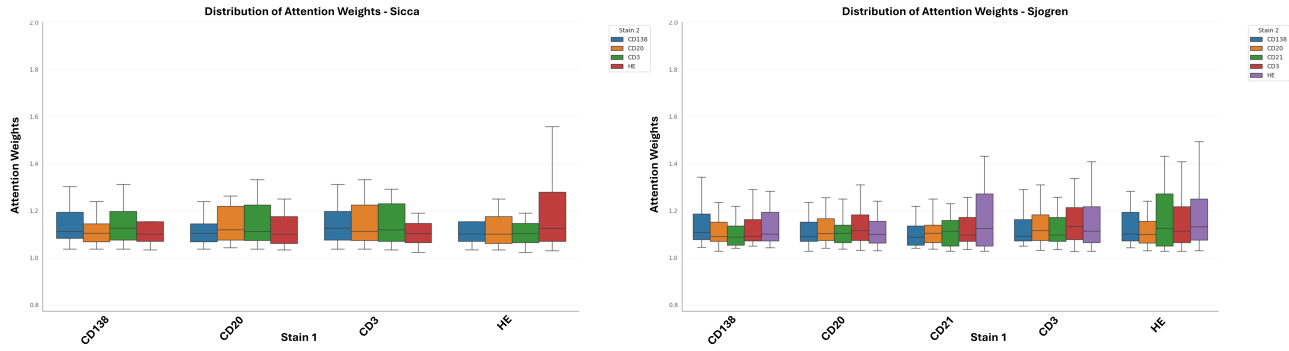 Distribution of Attention Weights - Sicca
2.0
1.8
1.6
1.4
1.2
1.0
0.8
Attention Weights
CD138
CD20
CD3
HE
Stain 1
Stain 2
CD138
CD20
CD3
HE
Distribution of Attention Weights - Sjogren
2.0
1.8
1.6
1.4
1.2
1.0
0.8
Attention Weights
CD138
CD20
CD21
CD3
HE
Stain 1
Stain 2
CD138
CD20
CD21
CD3
HE